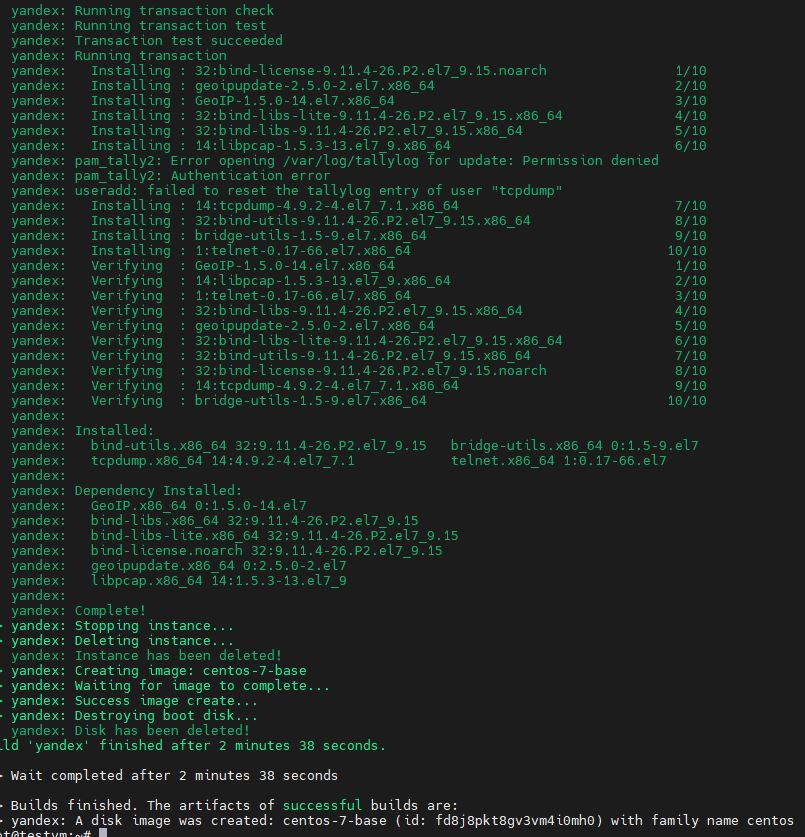 yandex: Running transaction check
yandex: Running transaction test
yandex: Transaction test succeeded
yandex: Running transaction
yandex:   Installing : 32:bind-license-9.11.4-26.P2.el7_9.15.noarch                1/10
yandex:   Installing : geoipupdate-2.5.0-2.el7.x86_64                              2/10
yandex:   Installing : GeoIP-1.5.0-14.el7.x86_64                                   3/10
yandex:   Installing : 32:bind-libs-lite-9.11.4-26.P2.el7_9.15.x86_64              4/10
yandex:   Installing : 32:bind-libs-9.11.4-26.P2.el7_9.15.x86_64                   5/10
yandex:   Installing : 14:libpcap-1.5.3-13.el7_9.x86_64                            6/10
yandex: pam_tally2: Error opening /var/log/tallylog for update: Permission denied
yandex: pam_tally2: Authentication error
yandex: useradd: failed to reset the tallylog entry of user "tcpdump"
yandex:   Installing : 14:tcpdump-4.9.2-4.el7_7.1.x86_64                           7/10
yandex:   Installing : 32:bind-utils-9.11.4-26.P2.el7_9.15.x86_64                  8/10
yandex:   Installing : bridge-utils-1.5-9.el7.x86_64                               9/10
yandex:   Installing : 1:telnet-0.17-66.el7.x86_64                                10/10
yandex:   Verifying  : GeoIP-1.5.0-14.el7.x86_64                                   1/10
yandex:   Verifying  : 14:libpcap-1.5.3-13.el7_9.x86_64                            2/10
yandex:   Verifying  : 1:telnet-0.17-66.el7.x86_64                                 3/10
yandex:   Verifying  : 32:bind-libs-9.11.4-26.P2.el7_9.15.x86_64                   4/10
yandex:   Verifying  : geoipupdate-2.5.0-2.el7.x86_64                              5/10
yandex:   Verifying  : 32:bind-libs-lite-9.11.4-26.P2.el7_9.15.x86_64              6/10
yandex:   Verifying  : 32:bind-utils-9.11.4-26.P2.el7_9.15.x86_64                  7/10
yandex:   Verifying  : 32:bind-license-9.11.4-26.P2.el7_9.15.noarch                8/10
yandex:   Verifying  : 14:tcpdump-4.9.2-4.el7_7.1.x86_64                           9/10
yandex:   Verifying  : bridge-utils-1.5-9.el7.x86_64                              10/10
yandex:
yandex: Installed:
yandex:   bind-utils.x86_64 32:9.11.4-26.P2.el7_9.15   bridge-utils.x86_64 0:1.5-9.el7
yandex:   tcpdump.x86_64 14:4.9.2-4.el7_7.1            telnet.x86_64 1:0.17-66.el7
yandex:
yandex: Dependency Installed:
yandex:   GeoIP.x86_64 0:1.5.0-14.el7
yandex:   bind-libs.x86_64 32:9.11.4-26.P2.el7_9.15
yandex:   bind-libs-lite.x86_64 32:9.11.4-26.P2.el7_9.15
yandex:   bind-license.noarch 32:9.11.4-26.P2.el7_9.15
yandex:   geoipupdate.x86_64 0:2.5.0-2.el7
yandex:   libpcap.x86_64 14:1.5.3-13.el7_9
yandex:
yandex: Complete!
> yandex: Stopping instance...
> yandex: Deleting instance...
yandex: Instance has been deleted!
> yandex: Creating image: centos-7-base
> yandex: Waiting for image to complete...
> yandex: Success image create...
> yandex: Destroying boot disk...
yandex: Disk has been deleted!
ld 'yandex' finished after 2 minutes 38 seconds.

> Wait completed after 2 minutes 38 seconds

> Builds finished. The artifacts of successful builds are:
> yandex: A disk image was created: centos-7-base (id: fd8j8pkt8gv3vm4i0mh0) with family name centos
ot@testvm:~#